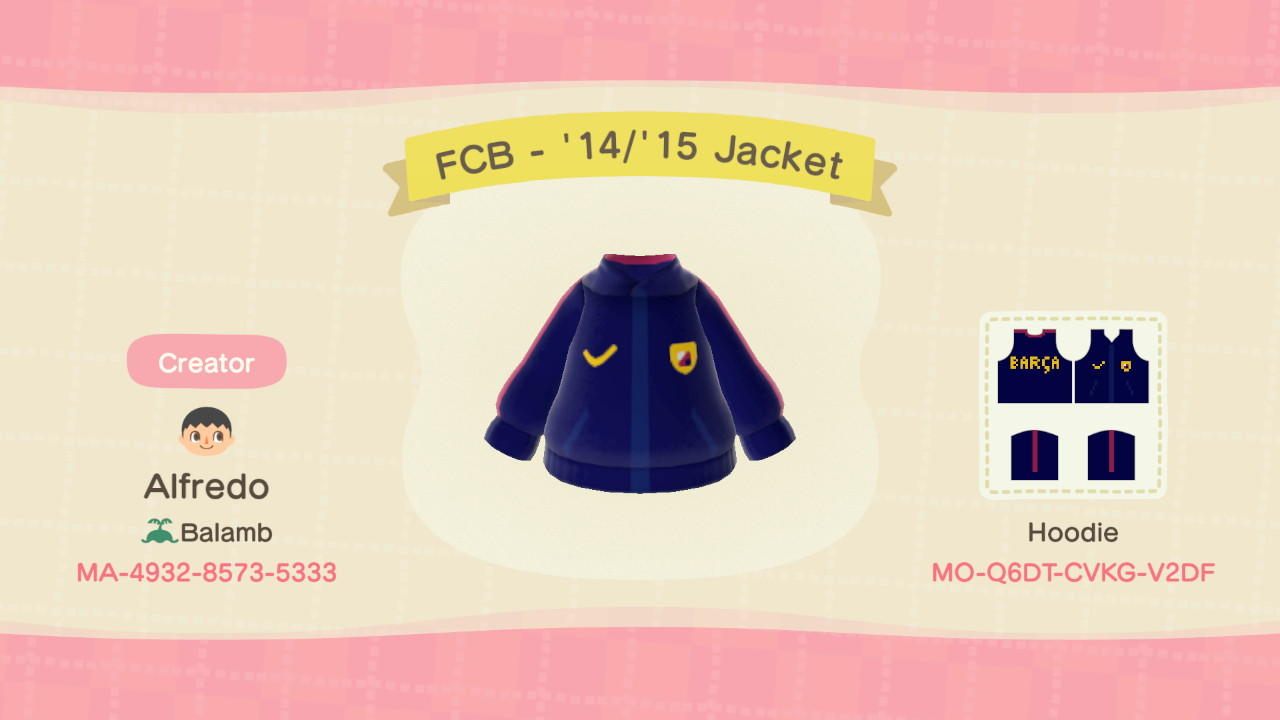 FCB - '14/'15 Jacket
Creator
Alfredo
Balamb
MA-4932-8573-5333
BARÇA
Hoodie
MO-Q6DT-CVKG-V2DF